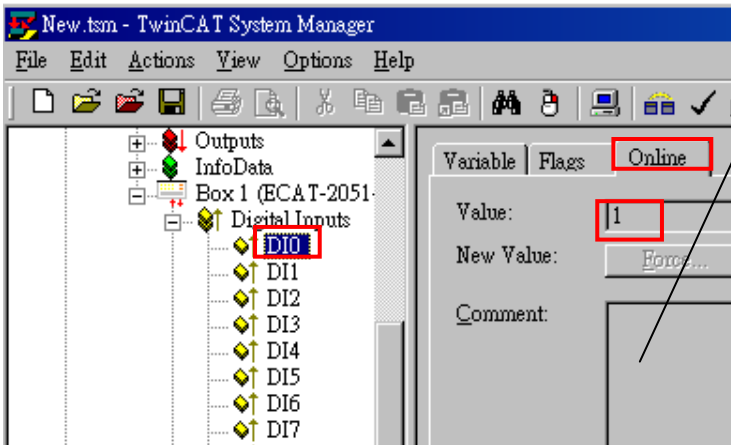 New.tsm - TwinCAT System Manager
File Edit Actions View Options Help
Outputs
InfoData
Box 1 (ECAT-2051-
Digital Inputs
DI0
DI1
DI2
DI3
DI4
DI5
DI6
DI7
Variable Flags Online
Value: 1
New Value: Force...
Comment: